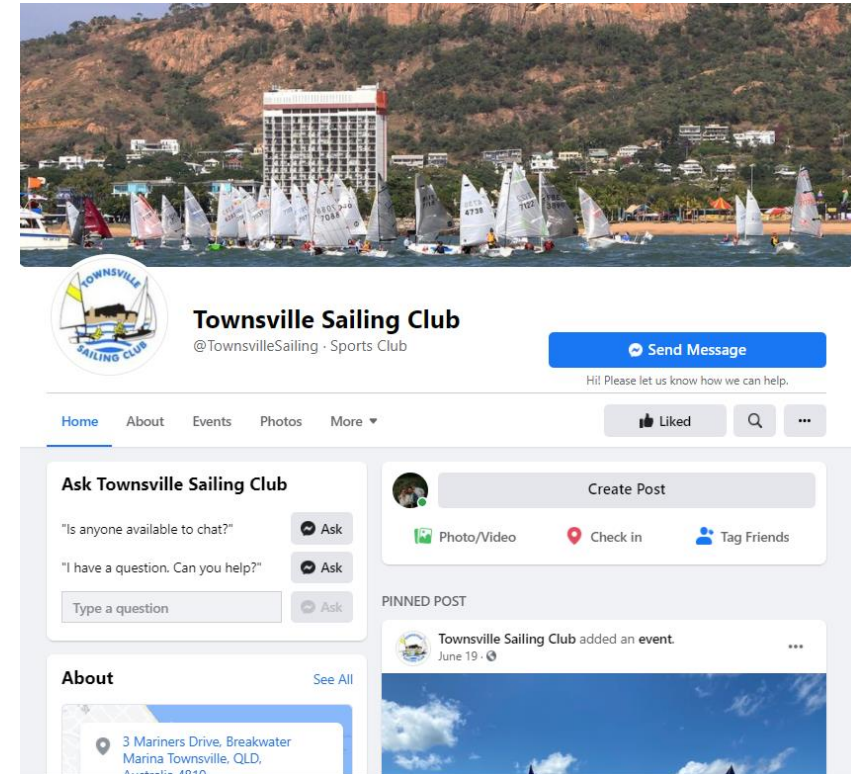 TOWNSVILLE
SAILING CLUB
Townsville Sailing Club
@TownsvilleSailing · Sports Club
Send Message
Hi! Please let us know how we can help.
Home About Events Photos More
Liked
Ask Townsville Sailing Club
"Is anyone available to chat?" Ask
"I have a question. Can you help?" Ask
Type a question Ask
Create Post
Photo/Video Check in Tag Friends
PINNED POST
Townsville Sailing Club added an event.
June 19 ·
About See All
3 Mariners Drive, Breakwater
Marina Townsville, QLD,
Australia 4810